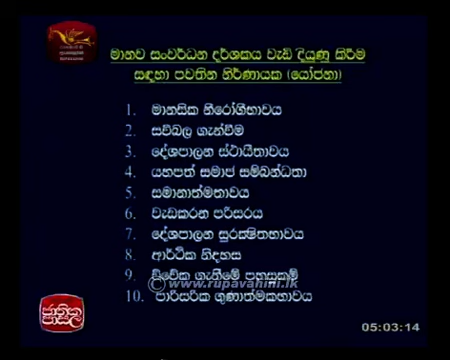 මානව සංවර්ධන දර්ශකය වැඩි දියුණු කිරීම
සඳහා පවතින නිර්ණායක (යෝජනා)
1. මානසික නීරෝගීභාවය
2. සවිබල ගැන්වීම
3. දේශපාලන ස්ථායීතාවය
4. යහපත් සමාජ සම්බන්ධතා
5. සමානාත්මතාවය
6. වැඩකරන පරිසරය
7. දේශපාලන සුරක්ෂිතභාවය
8. ආර්ථික නිදහස
9. විවේක ගැනීමේ පහසුකම්
© www.rupavahini.lk
10. පාරිසරික ගුණාත්මකභාවය
ජාතික
පාසල
05:03:14